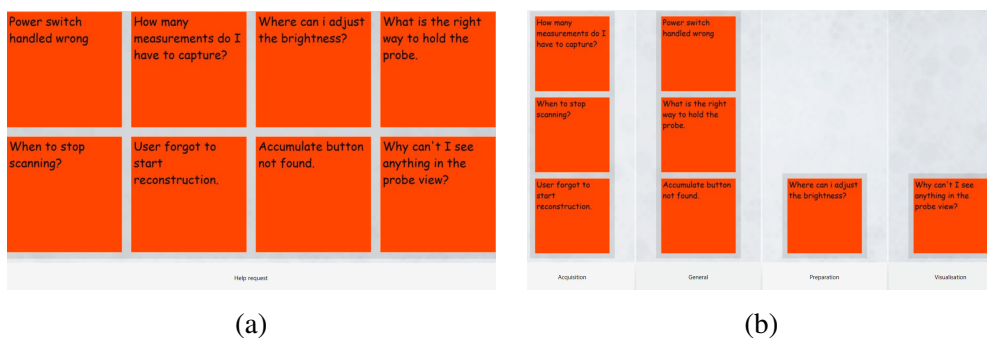 Power switch
handled wrong
How many
measurements do I
have to capture?
Where can i adjust
the brightness?
What is the right
way to hold the
probe.
When to stop
scanning?
User forgot to
start
reconstruction.
Accumulate button
not found.
Why can't I see
anything in the
probe view?
Help request
(a)
How many
measurements do I
have to capture?
When to stop
scanning?
User forgot to
start
reconstruction.
Acquisition
Power switch
handled wrong
What is the right
way to hold the
probe.
Accumulate button
not found.
General
Where can i adjust
the brightness?
Preparation
Why can't I see
anything in the
probe view?
Visualisation
(b)